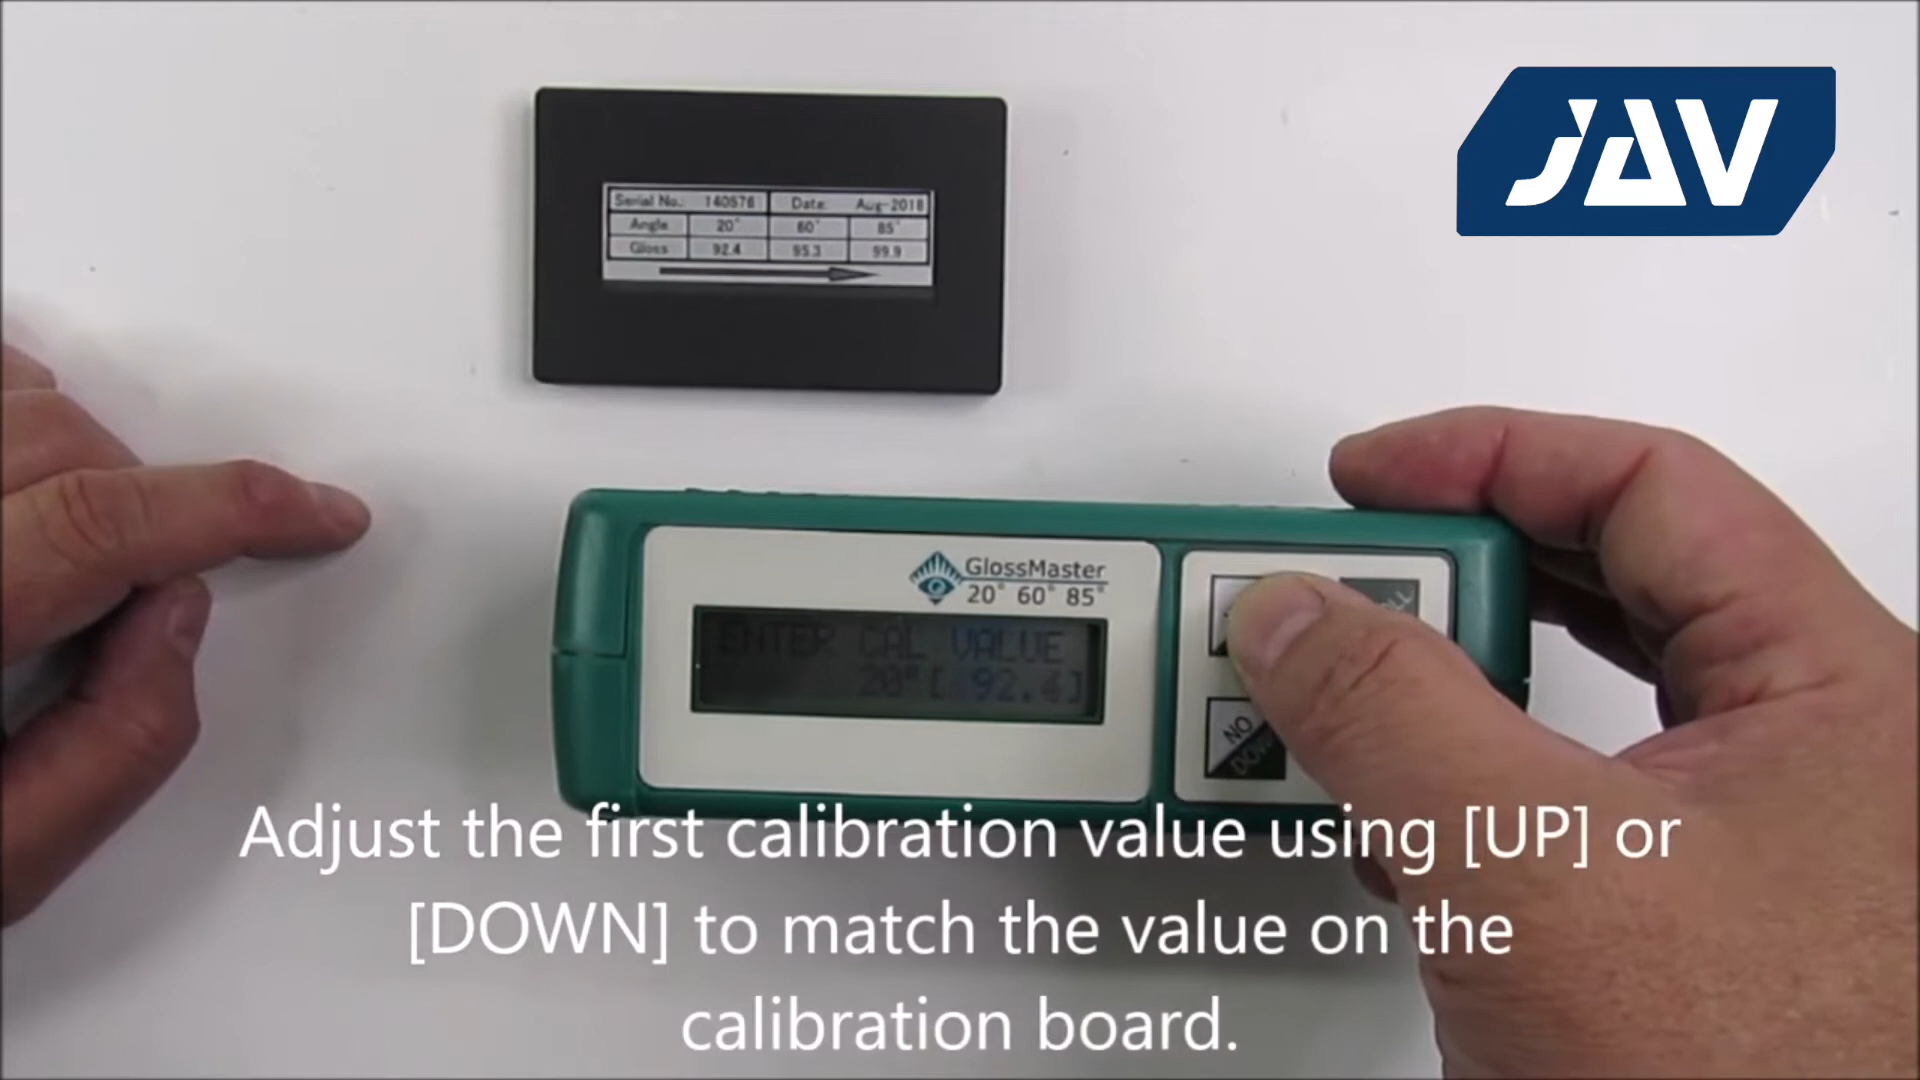 JAV
Serial No.: 140576 Date: Aug-2018
Angle 20° 60° 85°
Gloss 92.4 95.3 99.9
GlossMaster
20° 60° 85°
ENTER CAL VALUE
20°[ 92.4]
NO
DOWN
Adjust the first calibration value using [UP] or
[DOWN] to match the value on the
calibration board.